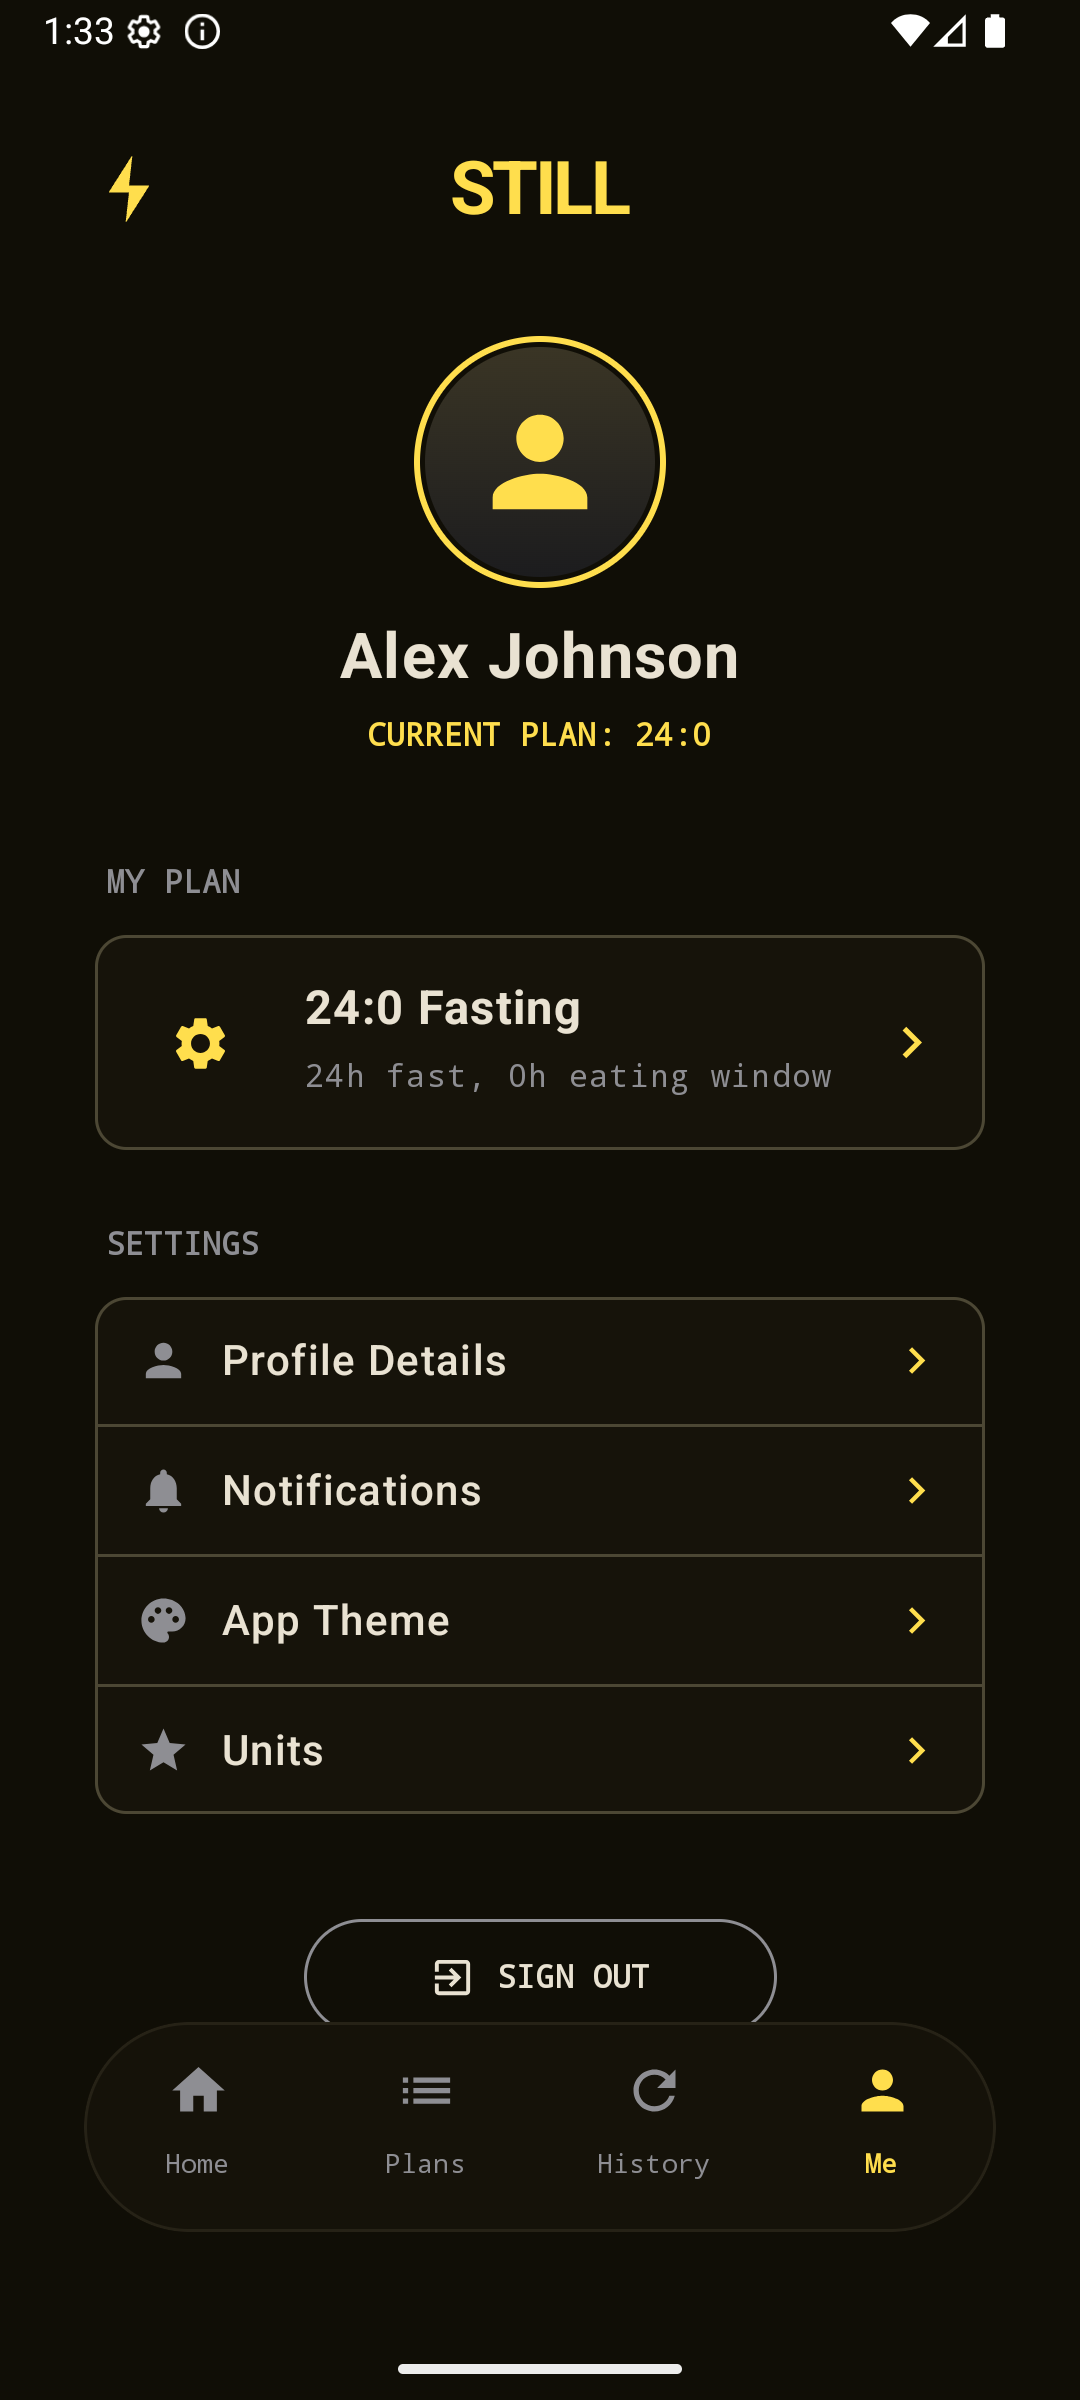 1:33
STILL
Alex Johnson
CURRENT PLAN: 24:0
MY PLAN
24:0 Fasting
24h fast, 0h eating window
SETTINGS
Profile Details
Notifications
App Theme
Units
SIGN OUT
Home Plans History Me